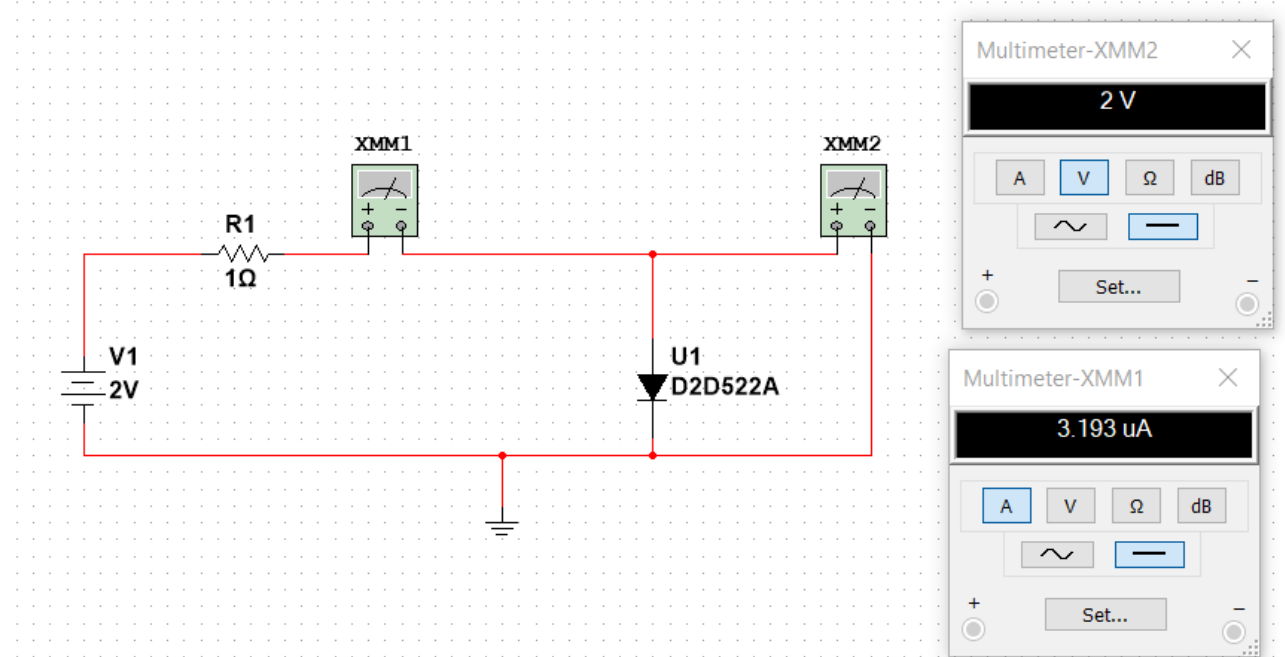 XMM1
+ −
XMM2
+ −
R1
1Ω
V1
2V
U1
D2D522A
Multimeter-XMM2 ×
2 V
A V Ω dB
+ Set... −
Multimeter-XMM1 ×
3.193 uA
A V Ω dB
+ Set... −